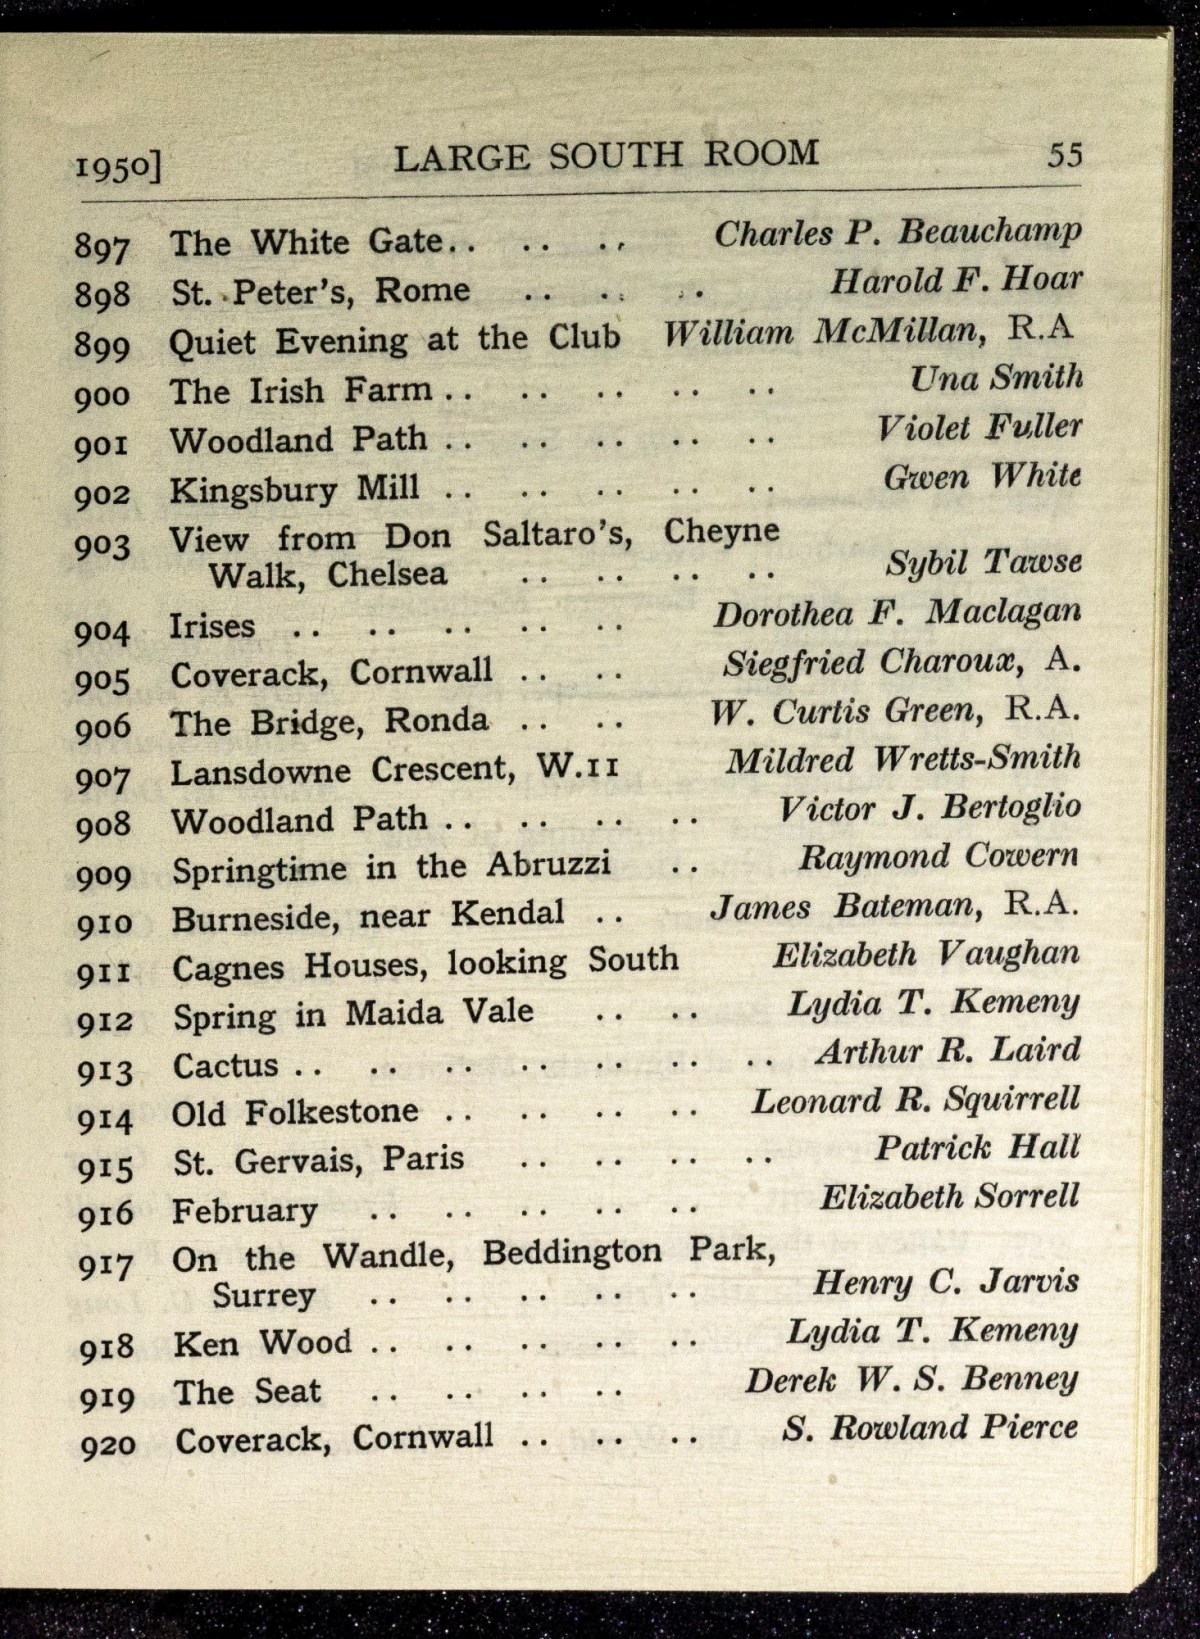 1950] LARGE SOUTH ROOM 55
897 The White Gate.. .. .. Charles P. Beauchamp
898 St. Peter's, Rome .. .. .. Harold F. Hoar
899 Quiet Evening at the Club William McMillan, R.A
900 The Irish Farm .. .. .. .. .. Una Smith
901 Woodland Path .. .. .. .. .. Violet Fuller
902 Kingsbury Mill .. .. .. .. .. Gwen White
903 View from Don Saltaro's, Cheyne
Walk, Chelsea .. .. .. .. Sybil Tawse
904 Irises .. .. .. .. .. Dorothea F. Maclagan
905 Coverack, Cornwall .. .. Siegfried Charoux, A.
906 The Bridge, Ronda .. .. W. Curtis Green, R.A.
907 Lansdowne Crescent, W.11 Mildred Wretts-Smith
908 Woodland Path .. .. .. .. Victor J. Bertoglio
909 Springtime in the Abruzzi .. Raymond Cowern
910 Burneside, near Kendal .. James Bateman, R.A.
911 Cagnes Houses, looking South Elizabeth Vaughan
912 Spring in Maida Vale .. .. Lydia T. Kemeny
913 Cactus .. .. .. .. .. .. .. Arthur R. Laird
914 Old Folkestone .. .. .. .. Leonard R. Squirrell
915 St. Gervais, Paris .. .. .. .. Patrick Hall
916 February .. .. .. .. .. Elizabeth Sorrell
917 On the Wandle, Beddington Park,
Surrey .. .. .. .. .. Henry C. Jarvis
918 Ken Wood .. .. .. .. .. Lydia T. Kemeny
919 The Seat .. .. .. .. Derek W. S. Benney
920 Coverack, Cornwall .. .. .. S. Rowland Pierce